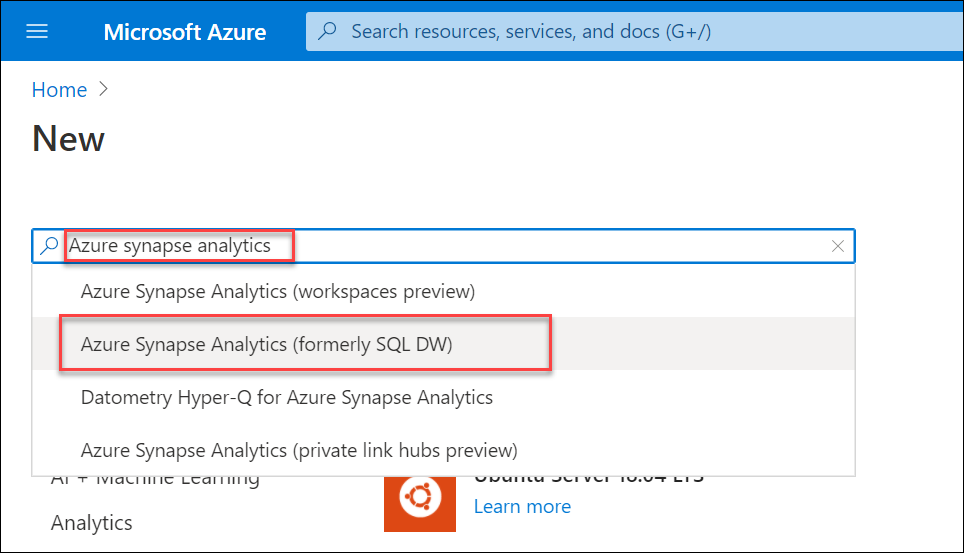 Microsoft Azure
Search resources, services, and docs (G+/)
Home
New
Azure synapse analytics
Azure Synapse Analytics (workspaces preview)
Azure Synapse Analytics (formerly SQL DW)
Datometry Hyper-Q for Azure Synapse Analytics
Azure Synapse Analytics (private link hubs preview)
AI + Machine Learning
Ubuntu Server 18.04 LTS
Learn more
Analytics